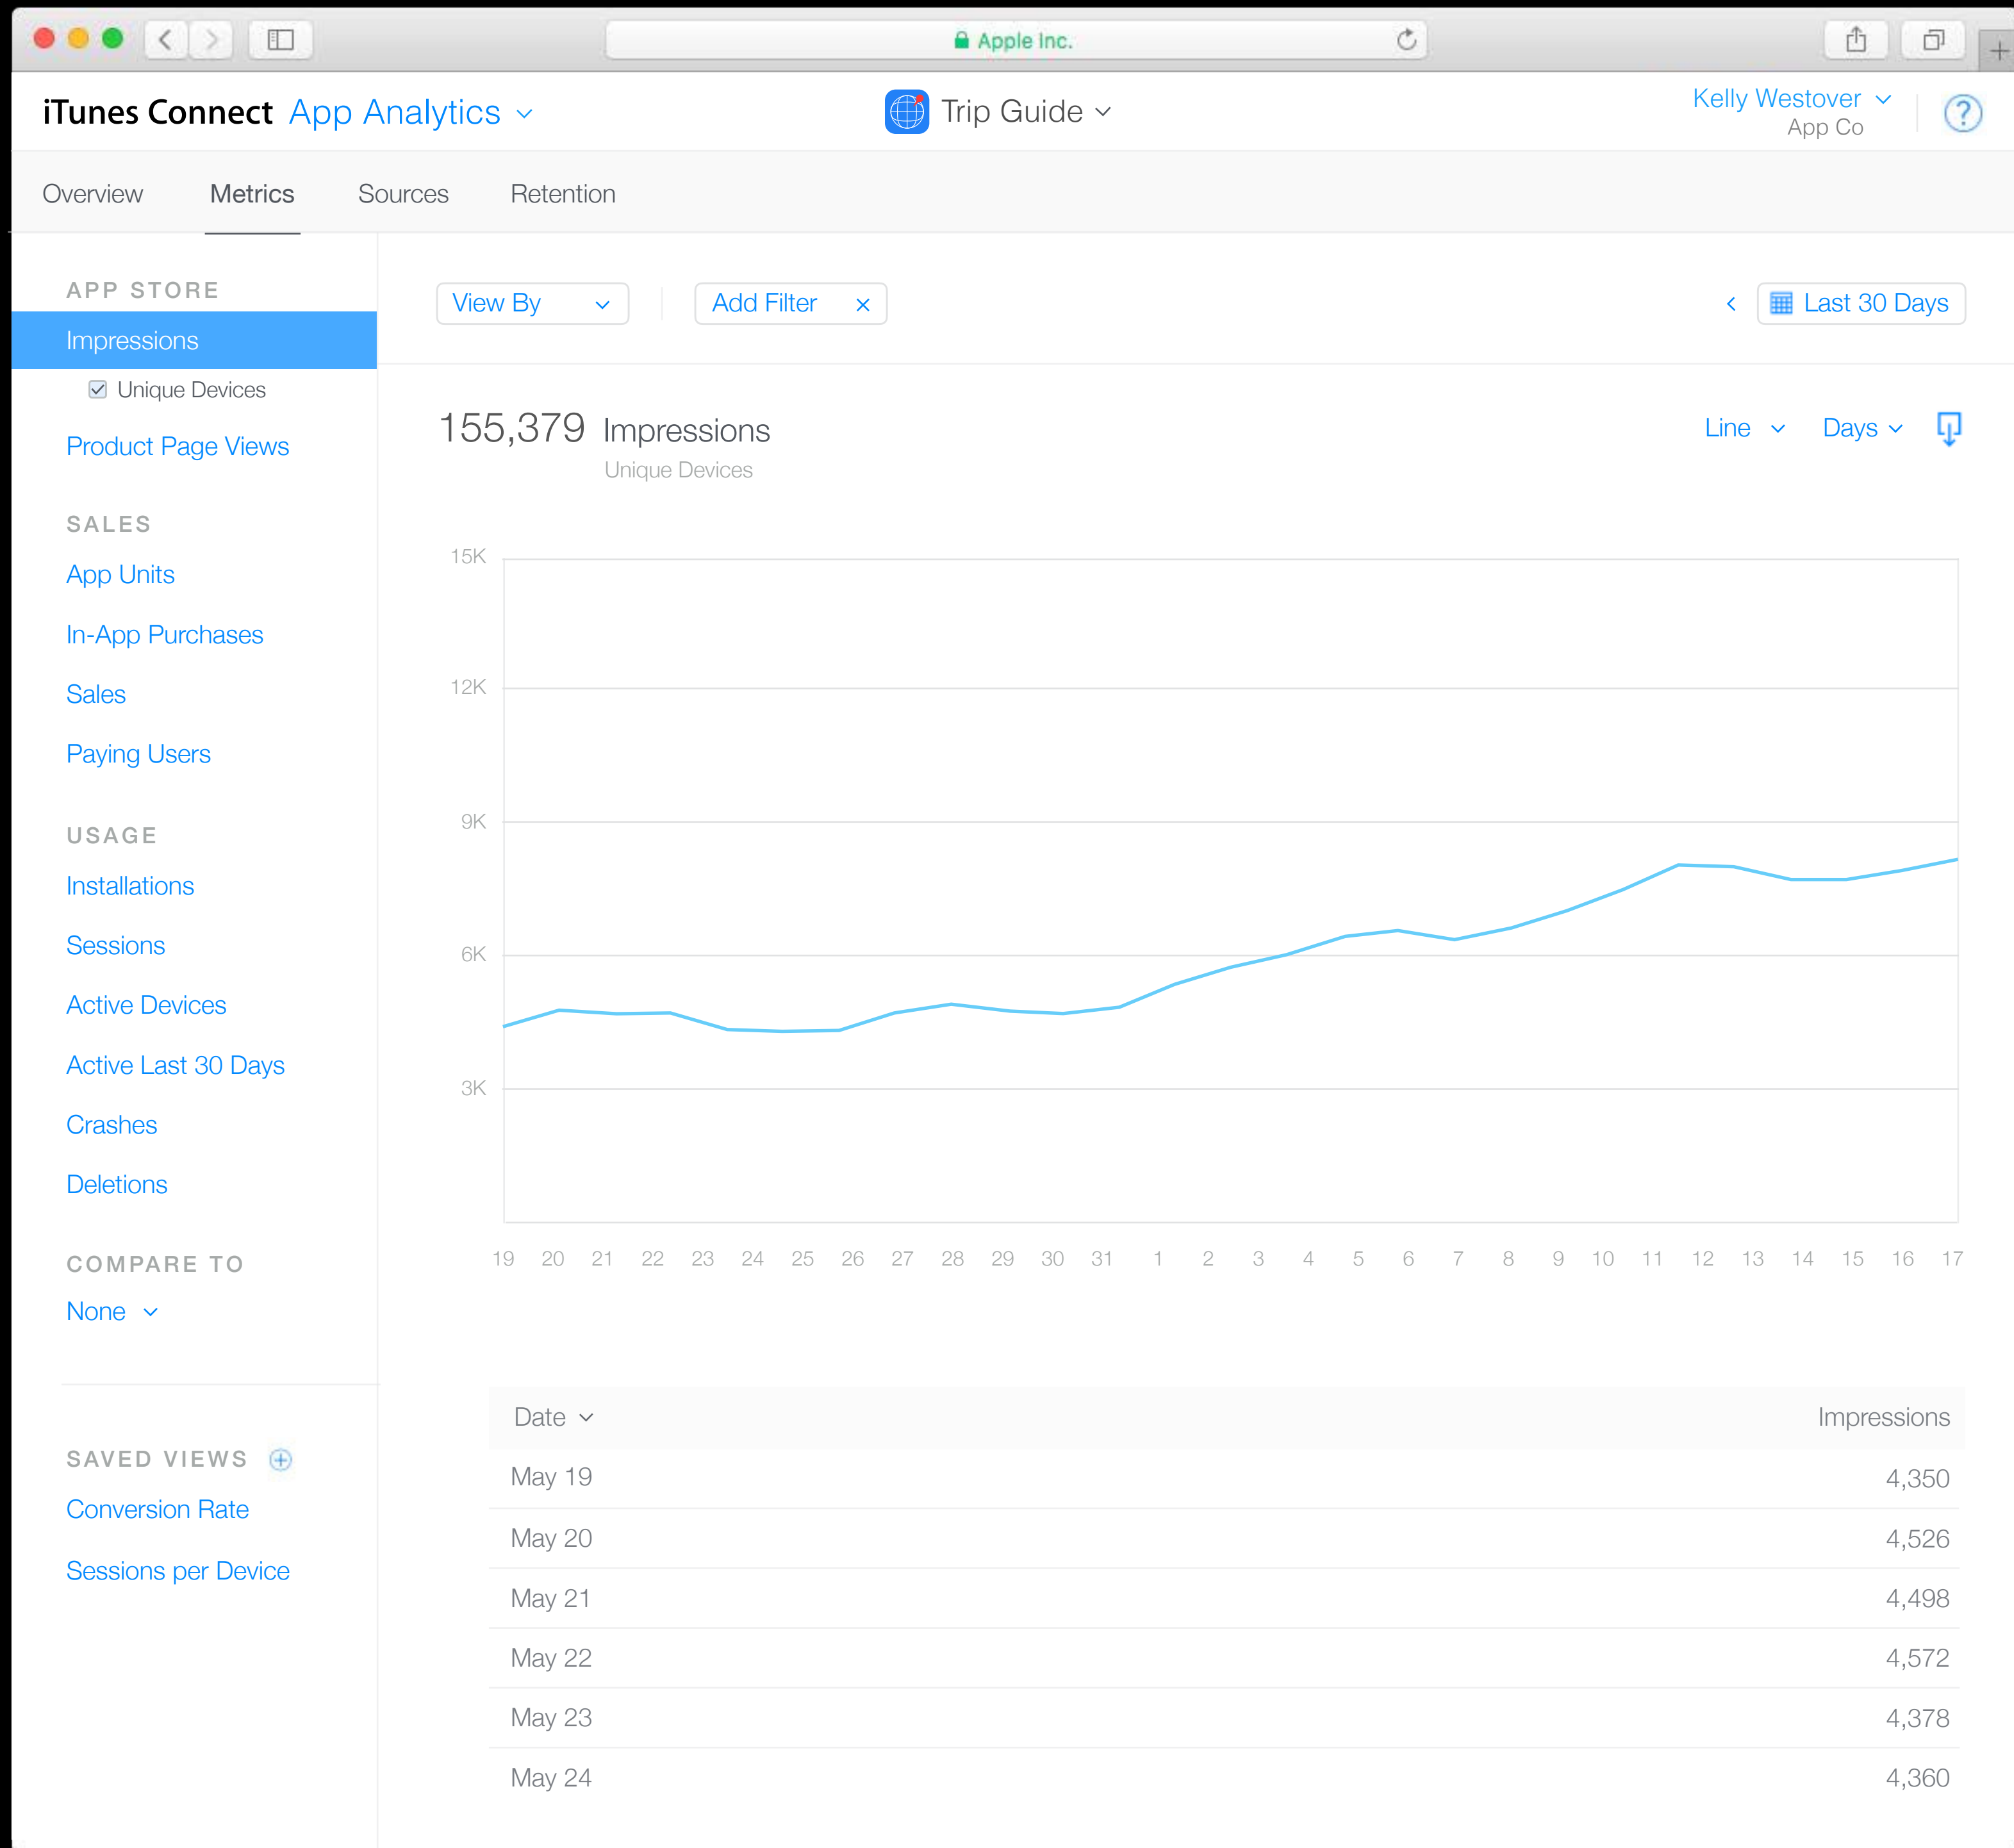 Apple Inc.
iTunes Connect App Analytics
Trip Guide
Kelly Westover
App Co
?
Overview Metrics Sources Retention
APP STORE
Impressions
Unique Devices
Product Page Views
SALES
App Units
In-App Purchases
Sales
Paying Users
USAGE
Installations
Sessions
Active Devices
Active Last 30 Days
Crashes
Deletions
COMPARE TO
None
SAVED VIEWS
Conversion Rate
Sessions per Device
View By Add Filter Last 30 Days
155,379 Impressions
Unique Devices
Line Days
15K
12K
9K
6K
3K
19 20 21 22 23 24 25 26 27 28 29 30 31 1 2 3 4 5 6 7 8 9 10 11 12 13 14 15 16 17
Date Impressions
May 19 4,350
May 20 4,526
May 21 4,498
May 22 4,572
May 23 4,378
May 24 4,360